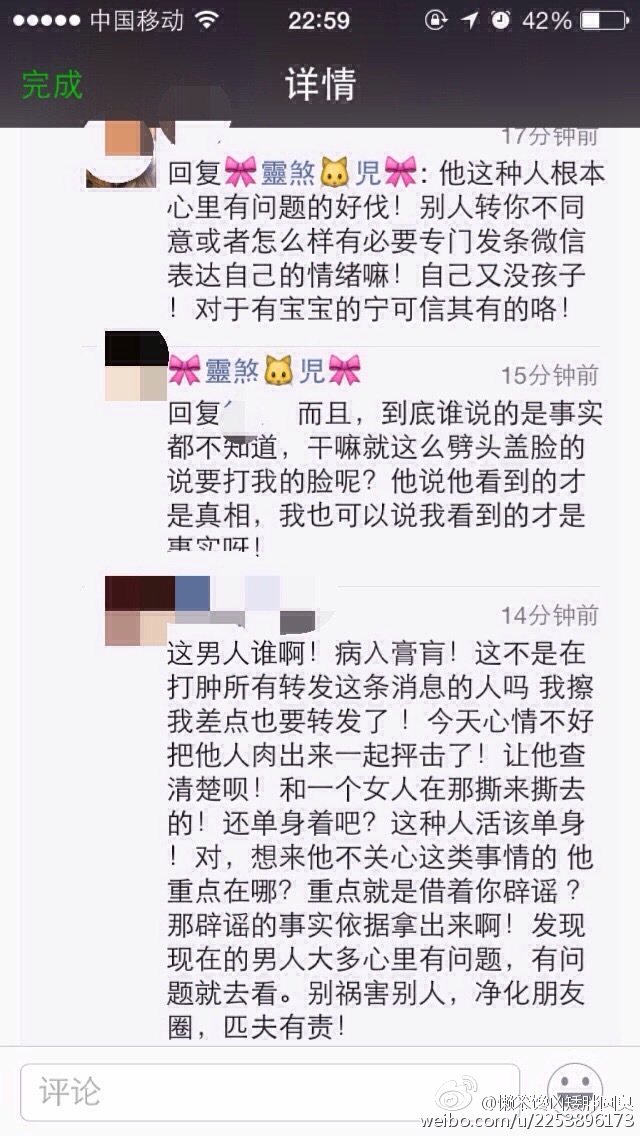 中国移动 22:59 42%
完成 详情
17分钟前
回复🎀靈煞🐱児🎀: 他这种人根本
心里有问题的好伐！别人转你不同
意或者怎么样有必要专门发条微信
表达自己的情绪嘛！自己又没孩子
！对于有宝宝的宁可信其有的咯！
🎀靈煞🐱児🎀 15分钟前
回复 而且，到底谁说的是事实
都不知道，干嘛就这么劈头盖脸的
说要打我的脸呢？他说他看到的才
是真相，我也可以说我看到的才是
事实呀！
14分钟前
这男人谁啊！病入膏肓！这不是在
打肿所有转发这条消息的人吗 我擦
我差点也要转发了 ！今天心情不好
把他人肉出来一起抨击了！让他查
清楚呗！和一个女人在那撕来撕去
的！还单身着吧？这种人活该单身
！对，想来他不关心这类事情的 他
重点在哪？重点就是借着你辟谣 ?
那辟谣的事实依据拿出来啊！发现
现在的男人大多心里有问题，有问
题就去看。别祸害别人，净化朋友
圈，匹夫有责！
评论
weibo.com/u/2253896173